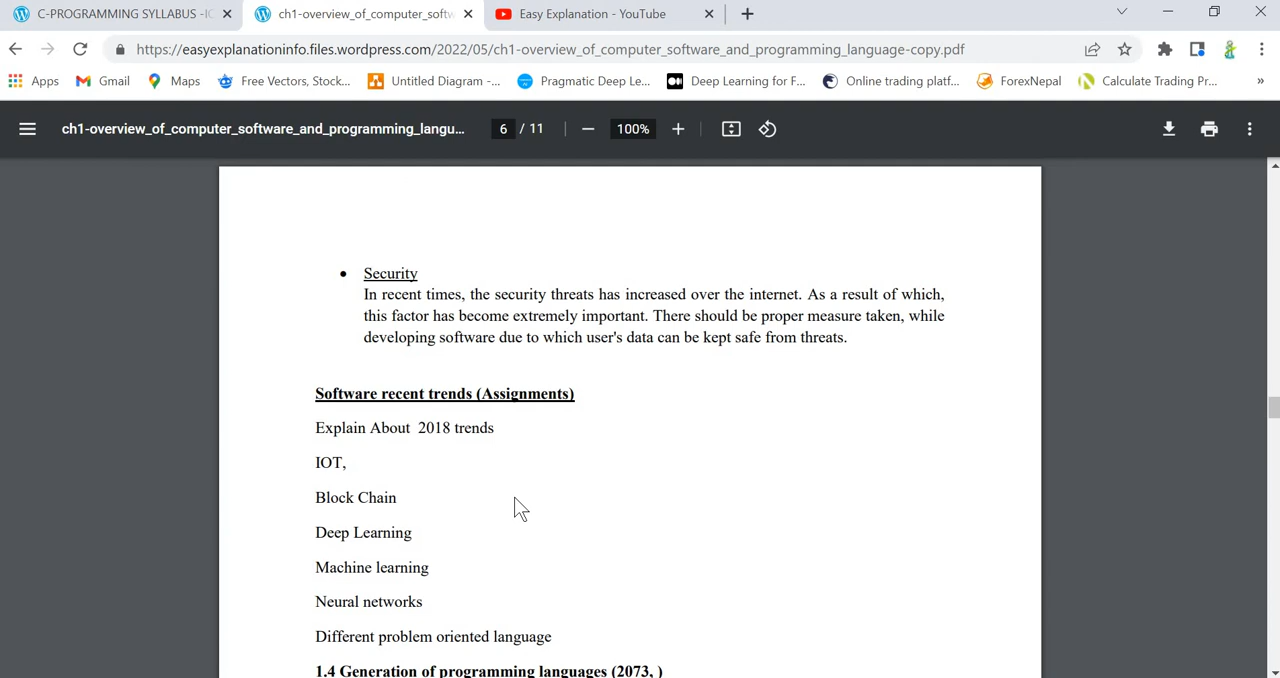 C-PROGRAMMING SYLLABUS -IO
ch1-overview_of_computer_softw
Easy Explanation - YouTube
https://easyexplanationinfo.files.wordpress.com/2022/05/ch1-overview_of_computer_software_and_programming_language-copy.pdf
Apps
Gmail
Maps
Free Vectors, Stock...
Untitled Diagram -...
Pragmatic Deep Le...
Deep Learning for F...
Online trading platf...
ForexNepal
Calculate Trading Pr...
»
ch1-overview_of_computer_software_and_programming_langu...
6 / 11
100%
• Security
In recent times, the security threats has increased over the internet. As a result of which,
this factor has become extremely important. There should be proper measure taken, while
developing software due to which user's data can be kept safe from threats.
Software recent trends (Assignments)
Explain About 2018 trends
IOT,
Block Chain
Deep Learning
Machine learning
Neural networks
Different problem oriented language
1.4 Generation of programming languages (2073, )